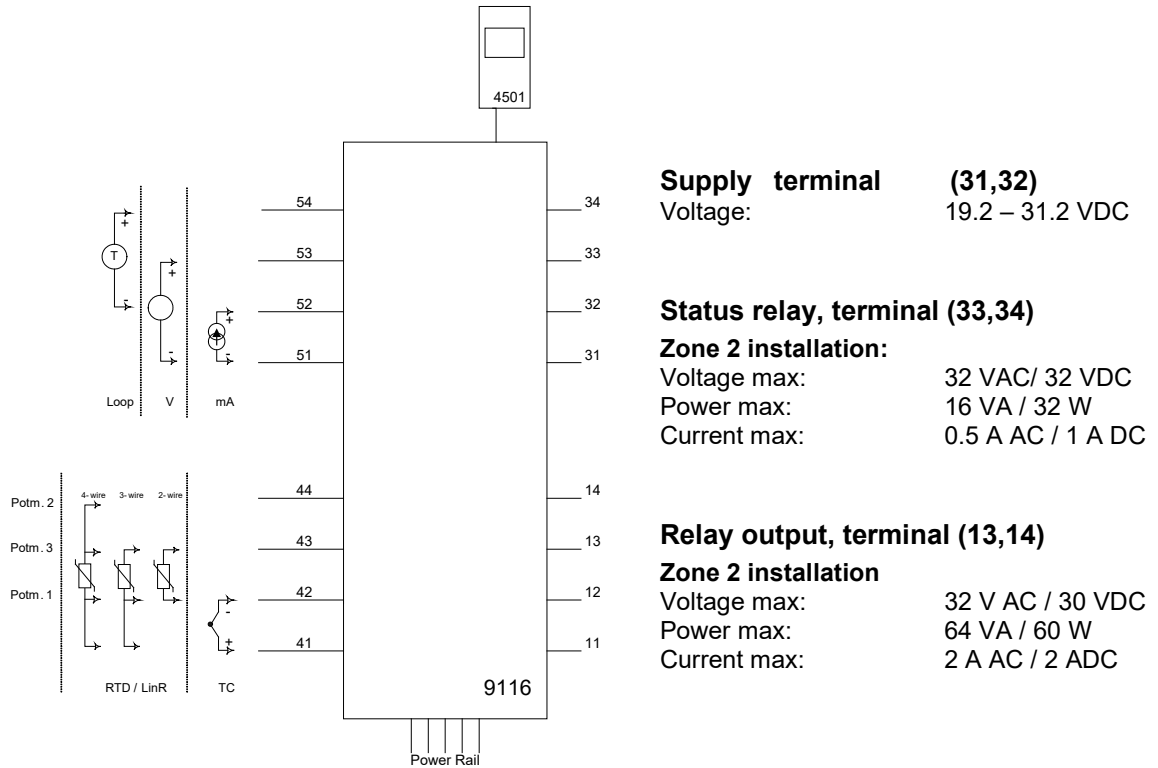 4501
54
53
52
51
44
43
42
41
34
33
32
31
14
13
12
11
9116
Power Rail
T
+
-
+
-
+
-
Loop V mA
Potm. 2
Potm. 3
Potm. 1
4- wire 3- wire 2- wire
-
+
RTD / LinR TC
Supply terminal (31,32)
Voltage: 19.2 – 31.2 VDC
Status relay, terminal (33,34)
Zone 2 installation:
Voltage max: 32 VAC/ 32 VDC
Power max: 16 VA / 32 W
Current max: 0.5 A AC / 1 A DC
Relay output, terminal (13,14)
Zone 2 installation
Voltage max: 32 V AC / 30 VDC
Power max: 64 VA / 60 W
Current max: 2 A AC / 2 ADC